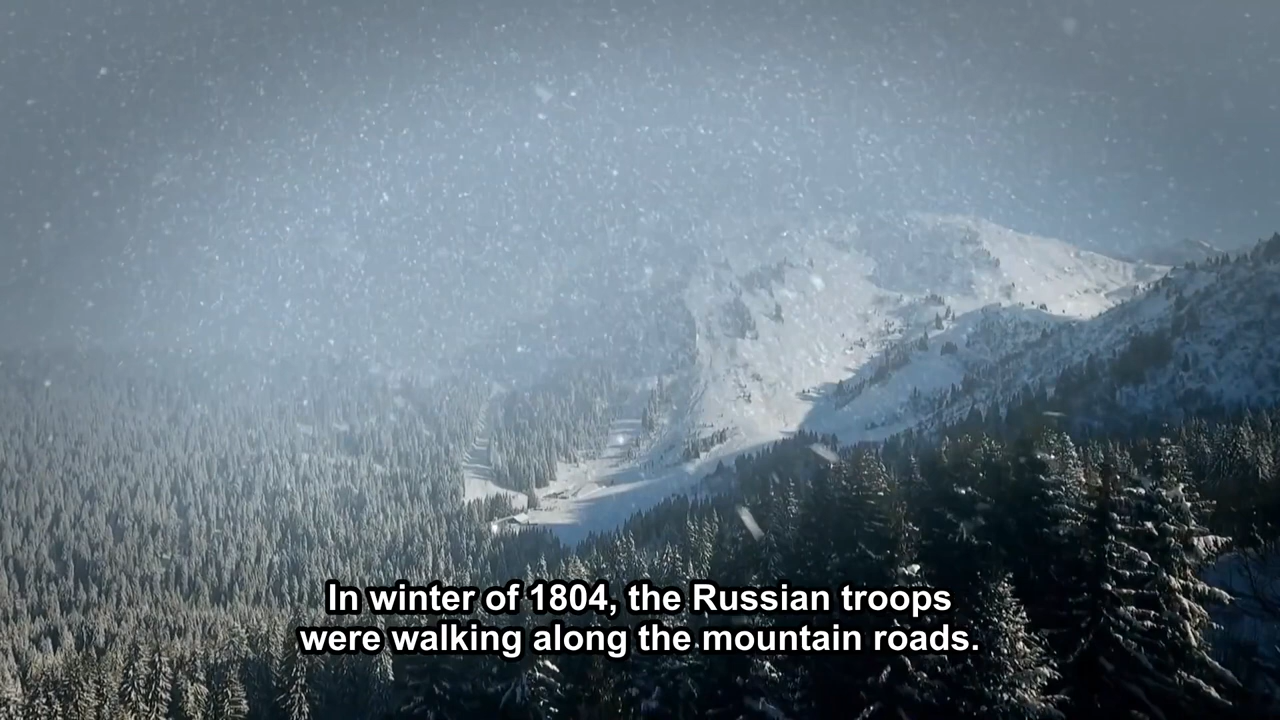 In winter of 1804, the Russian troops
were walking along the mountain roads.